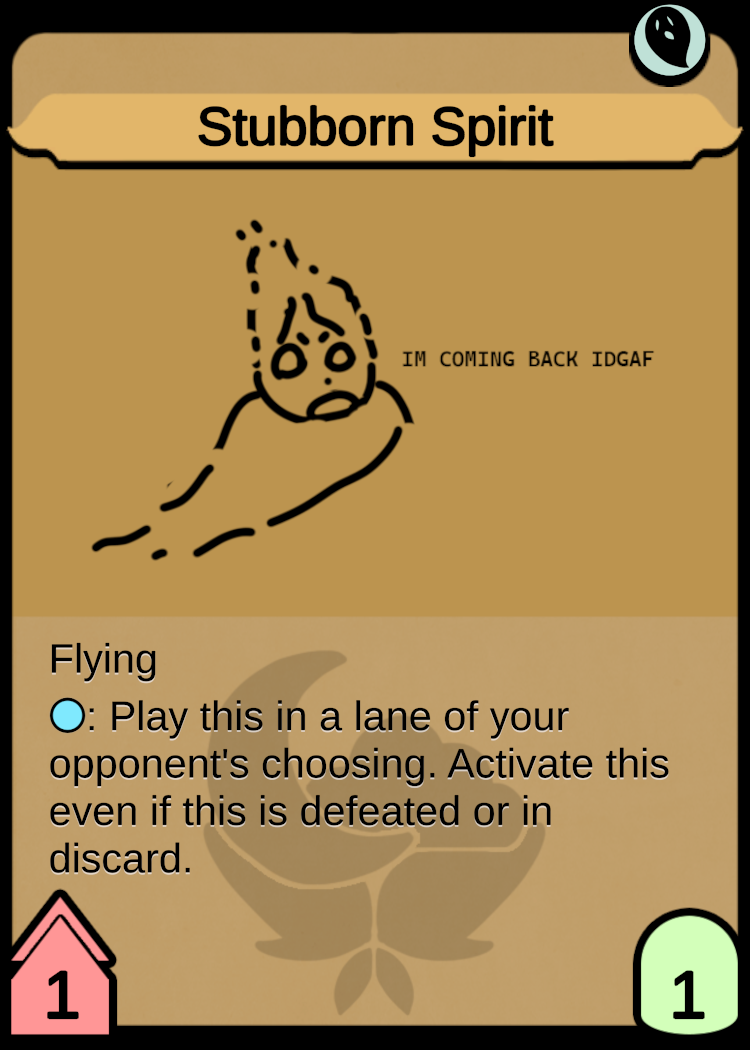 Stubborn Spirit
IM COMING BACK IDGAF
Flying
: Play this in a lane of your
opponent's choosing. Activate this
even if this is defeated or in
discard.
1
1